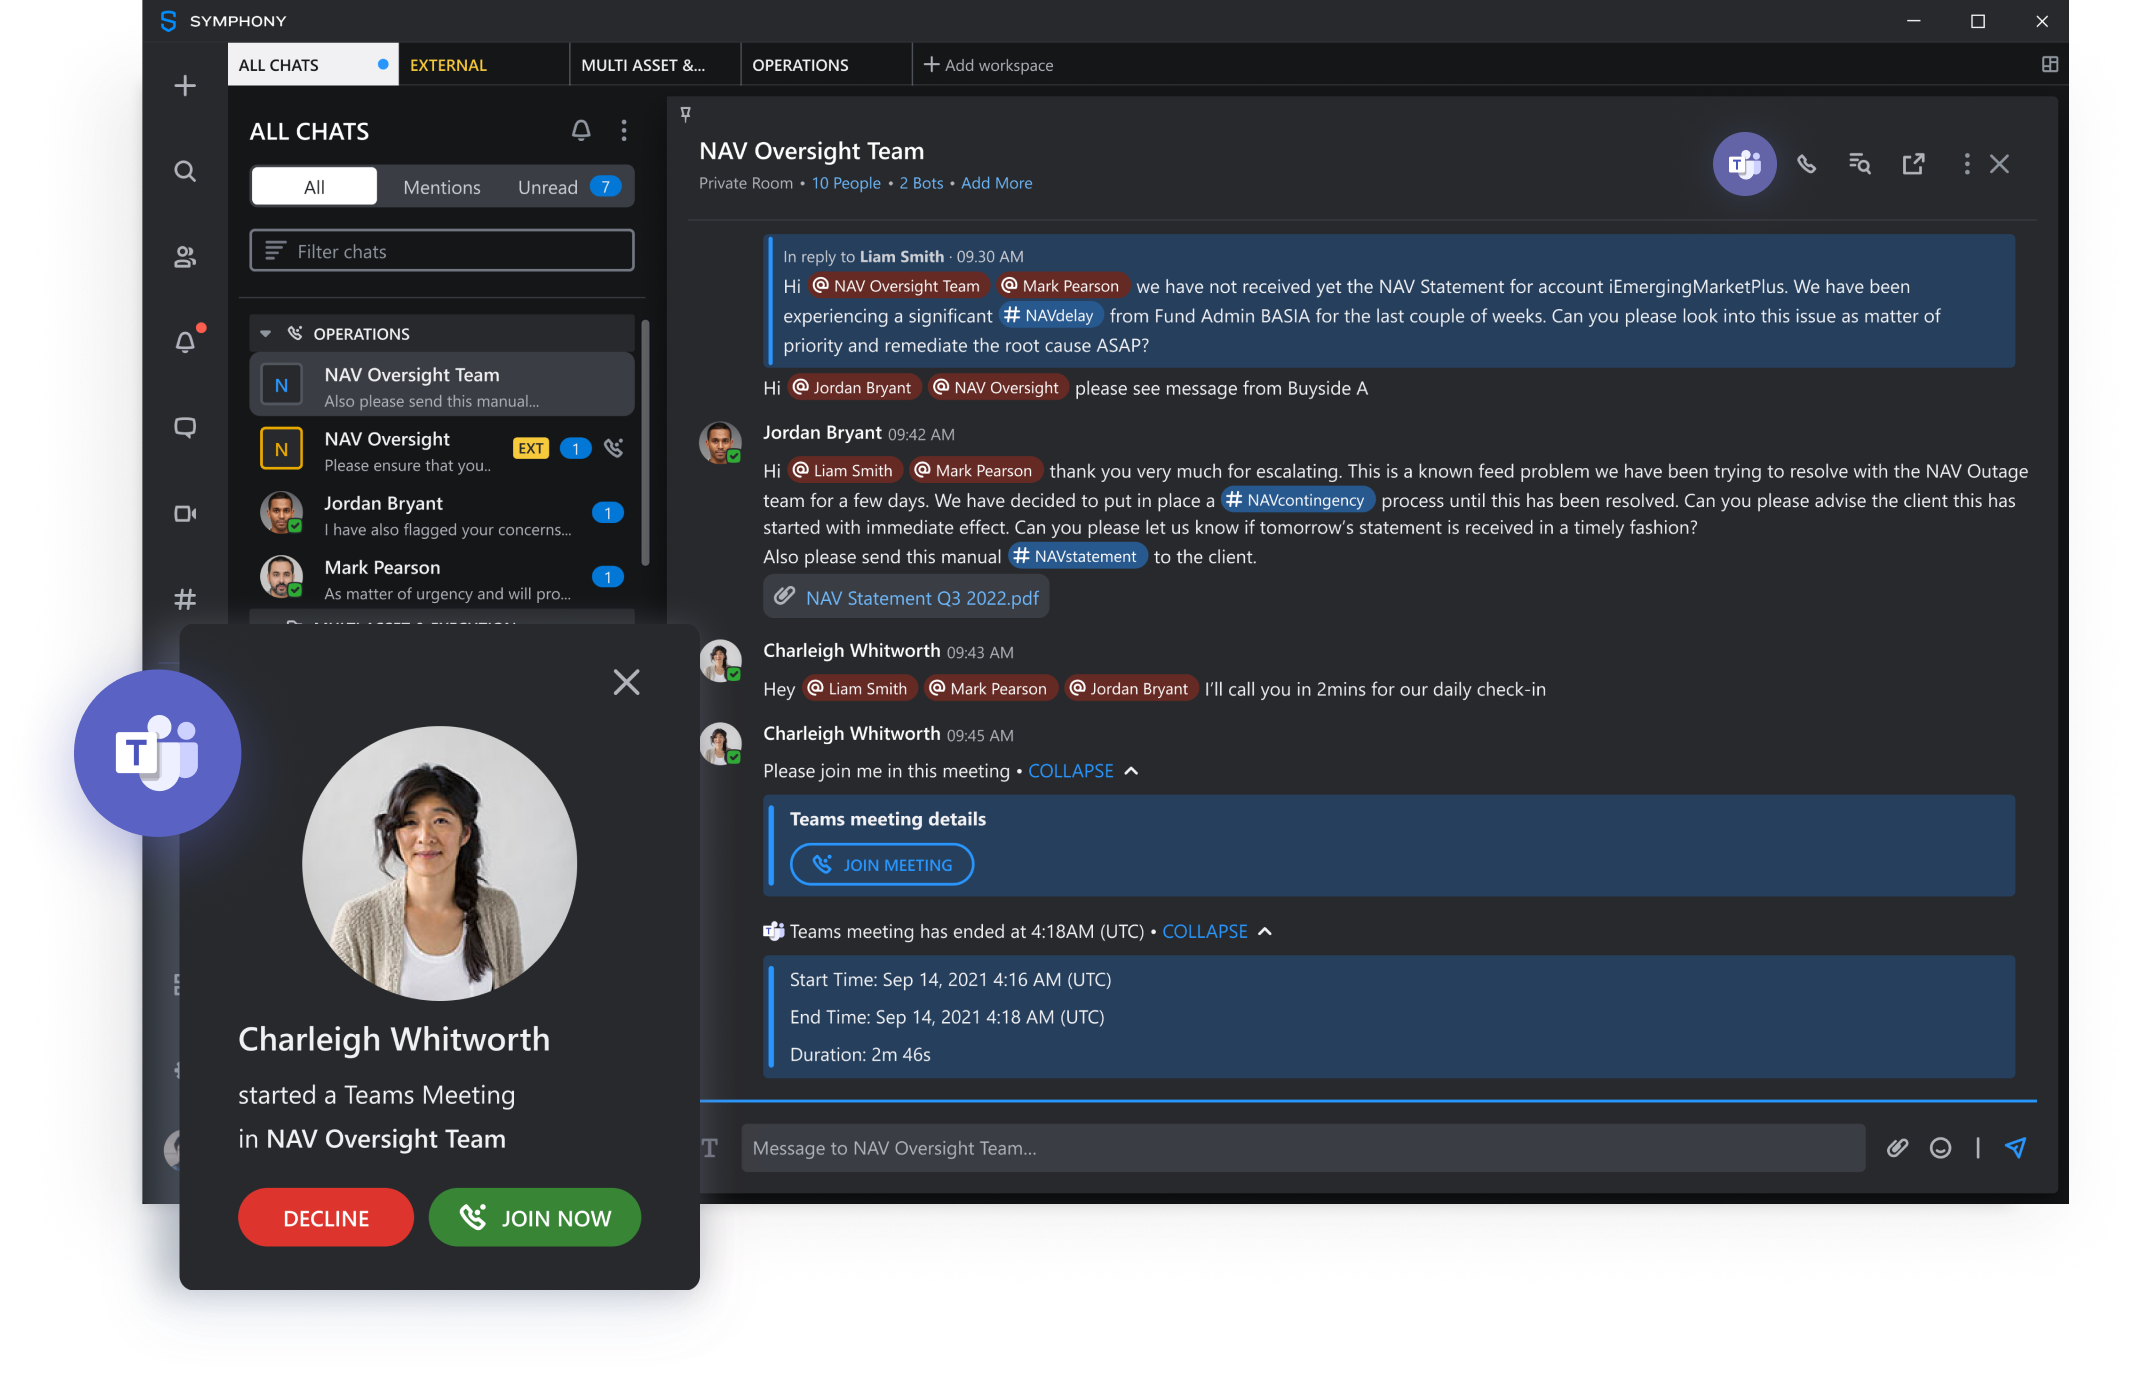 SYMPHONY
ALL CHATS
EXTERNAL
MULTI ASSET &...
OPERATIONS
Add workspace
ALL CHATS
All
Mentions
Unread 7
Filter chats
OPERATIONS
N
NAV Oversight Team
Also please send this manual...
N
NAV Oversight
Please ensure that you..
EXT
1
Jordan Bryant
I have also flagged your concerns...
1
Mark Pearson
As matter of urgency and will pro...
1
NAV Oversight Team
Private Room • 10 People • 2 Bots • Add More
In reply to Liam Smith · 09.30 AM
Hi @ NAV Oversight Team @ Mark Pearson we have not received yet the NAV Statement for account iEmergingMarketPlus. We have been
experiencing a significant # NAVdelay from Fund Admin BASIA for the last couple of weeks. Can you please look into this issue as matter of
priority and remediate the root cause ASAP?
Hi @ Jordan Bryant @ NAV Oversight please see message from Buyside A
Jordan Bryant 09:42 AM
Hi @ Liam Smith @ Mark Pearson thank you very much for escalating. This is a known feed problem we have been trying to resolve with the NAV Outage
team for a few days. We have decided to put in place a # NAVcontingency process until this has been resolved. Can you please advise the client this has
started with immediate effect. Can you please let us know if tomorrow’s statement is received in a timely fashion?
Also please send this manual # NAVstatement to the client.
NAV Statement Q3 2022.pdf
Charleigh Whitworth 09:43 AM
Hey @ Liam Smith @ Mark Pearson @ Jordan Bryant I’ll call you in 2mins for our daily check-in
Charleigh Whitworth 09:45 AM
Please join me in this meeting • COLLAPSE
Teams meeting details
JOIN MEETING
Teams meeting has ended at 4:18AM (UTC) • COLLAPSE
Start Time: Sep 14, 2021 4:16 AM (UTC)
End Time: Sep 14, 2021 4:18 AM (UTC)
Duration: 2m 46s
T
Message to NAV Oversight Team...
T
Charleigh Whitworth
started a Teams Meeting
in NAV Oversight Team
DECLINE
JOIN NOW